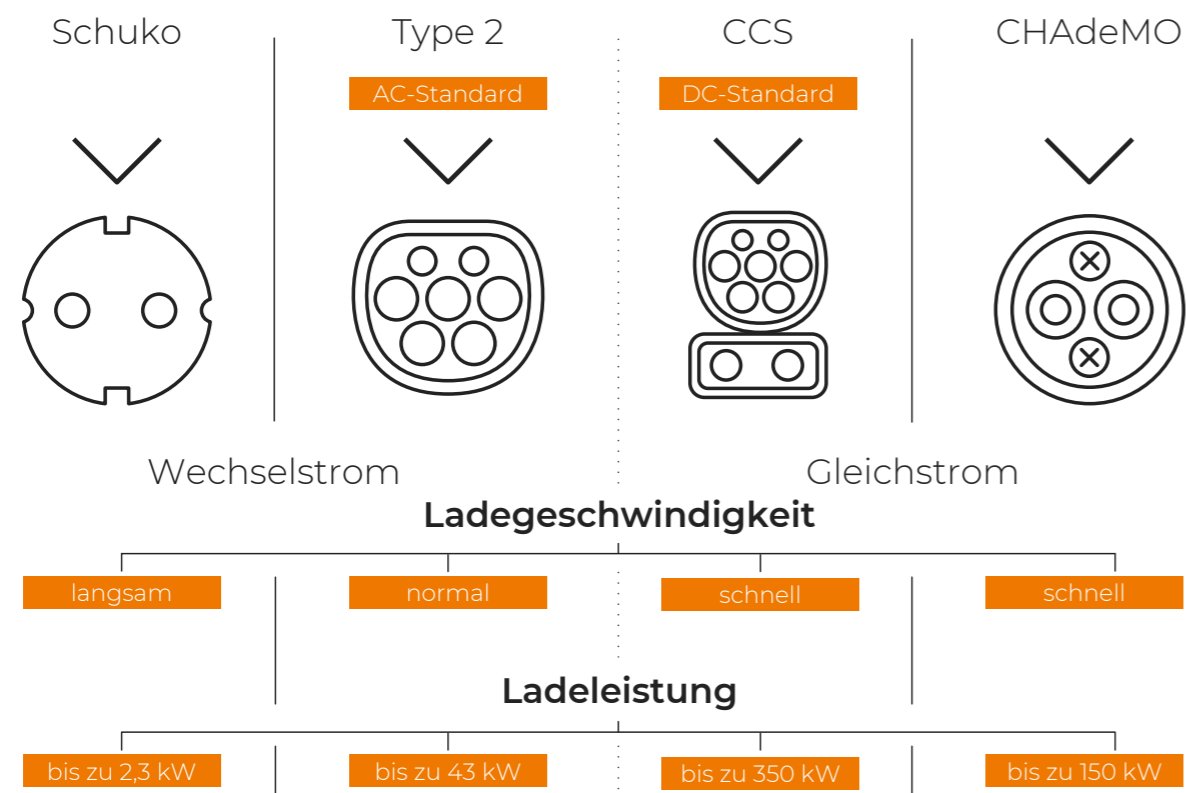 Schuko
Type 2
CCS
CHAdeMO
AC-Standard
DC-Standard
Wechselstrom
Gleichstrom
Ladegeschwindigkeit
langsam
normal
schnell
schnell
Ladeleistung
bis zu 2,3 kW
bis zu 43 kW
bis zu 350 kW
bis zu 150 kW